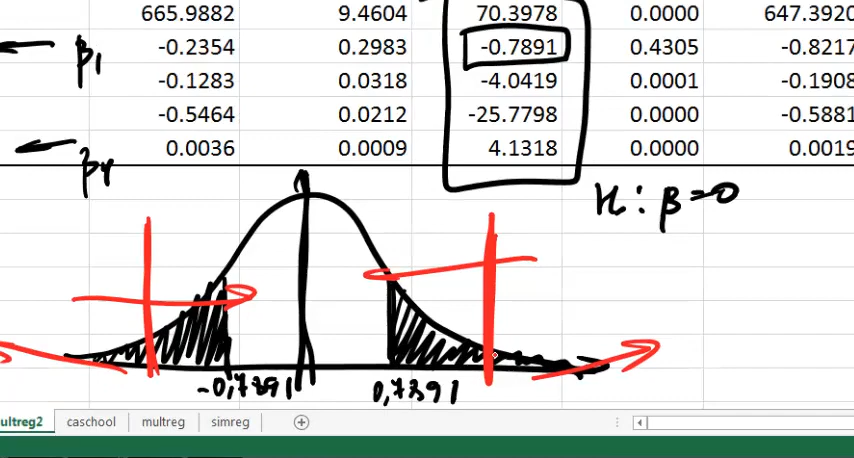 665.9882 9.4604 70.3978 0.0000 647.3920
β1 -0.2354 0.2983 -0.7891 0.4305 -0.8217
-0.1283 0.0318 -4.0419 0.0001 -0.1908
-0.5464 0.0212 -25.7798 0.0000 -0.5881
β4 0.0036 0.0009 4.1318 0.0000 0.0019
H: β=0
-0,7891 0,7891
ultreg2 caschool multreg simreg